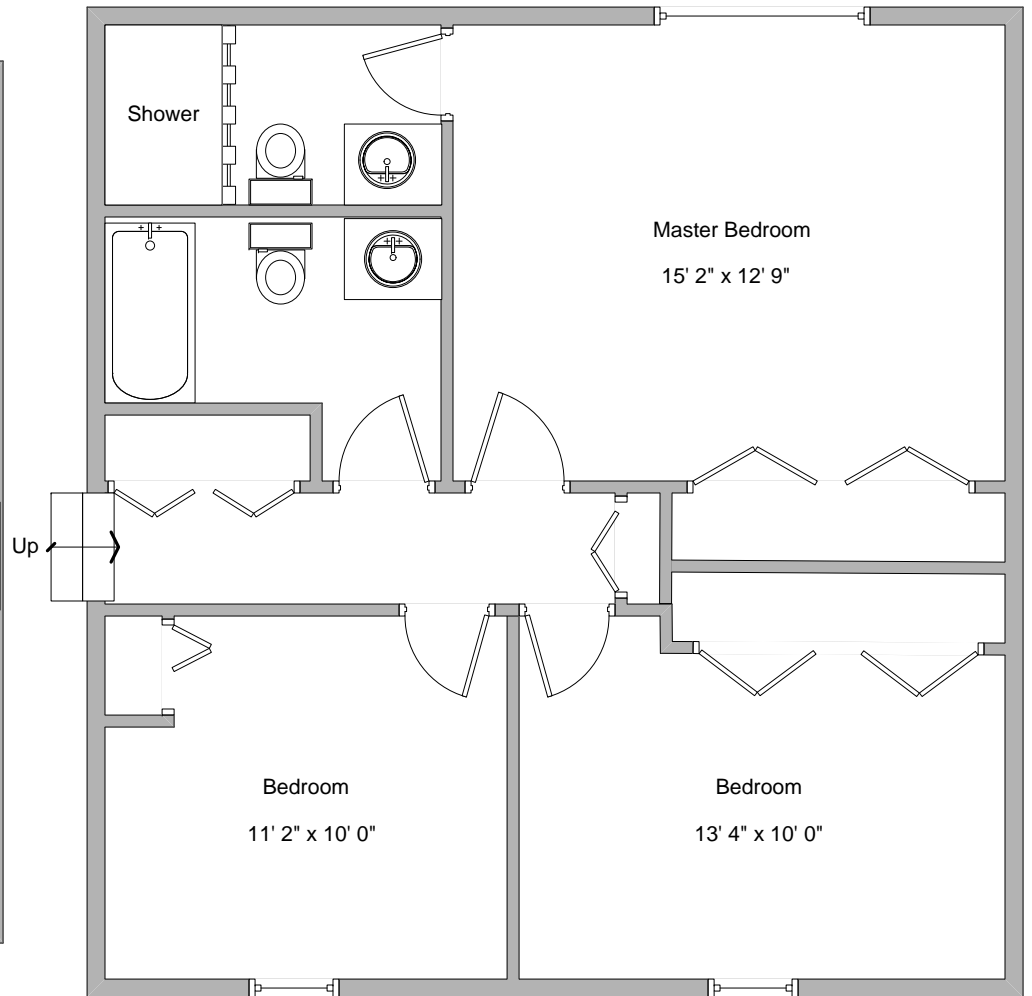 Shower
Master Bedroom
15' 2" x 12' 9"
Up
Bedroom
11' 2" x 10' 0"
Bedroom
13' 4" x 10' 0"